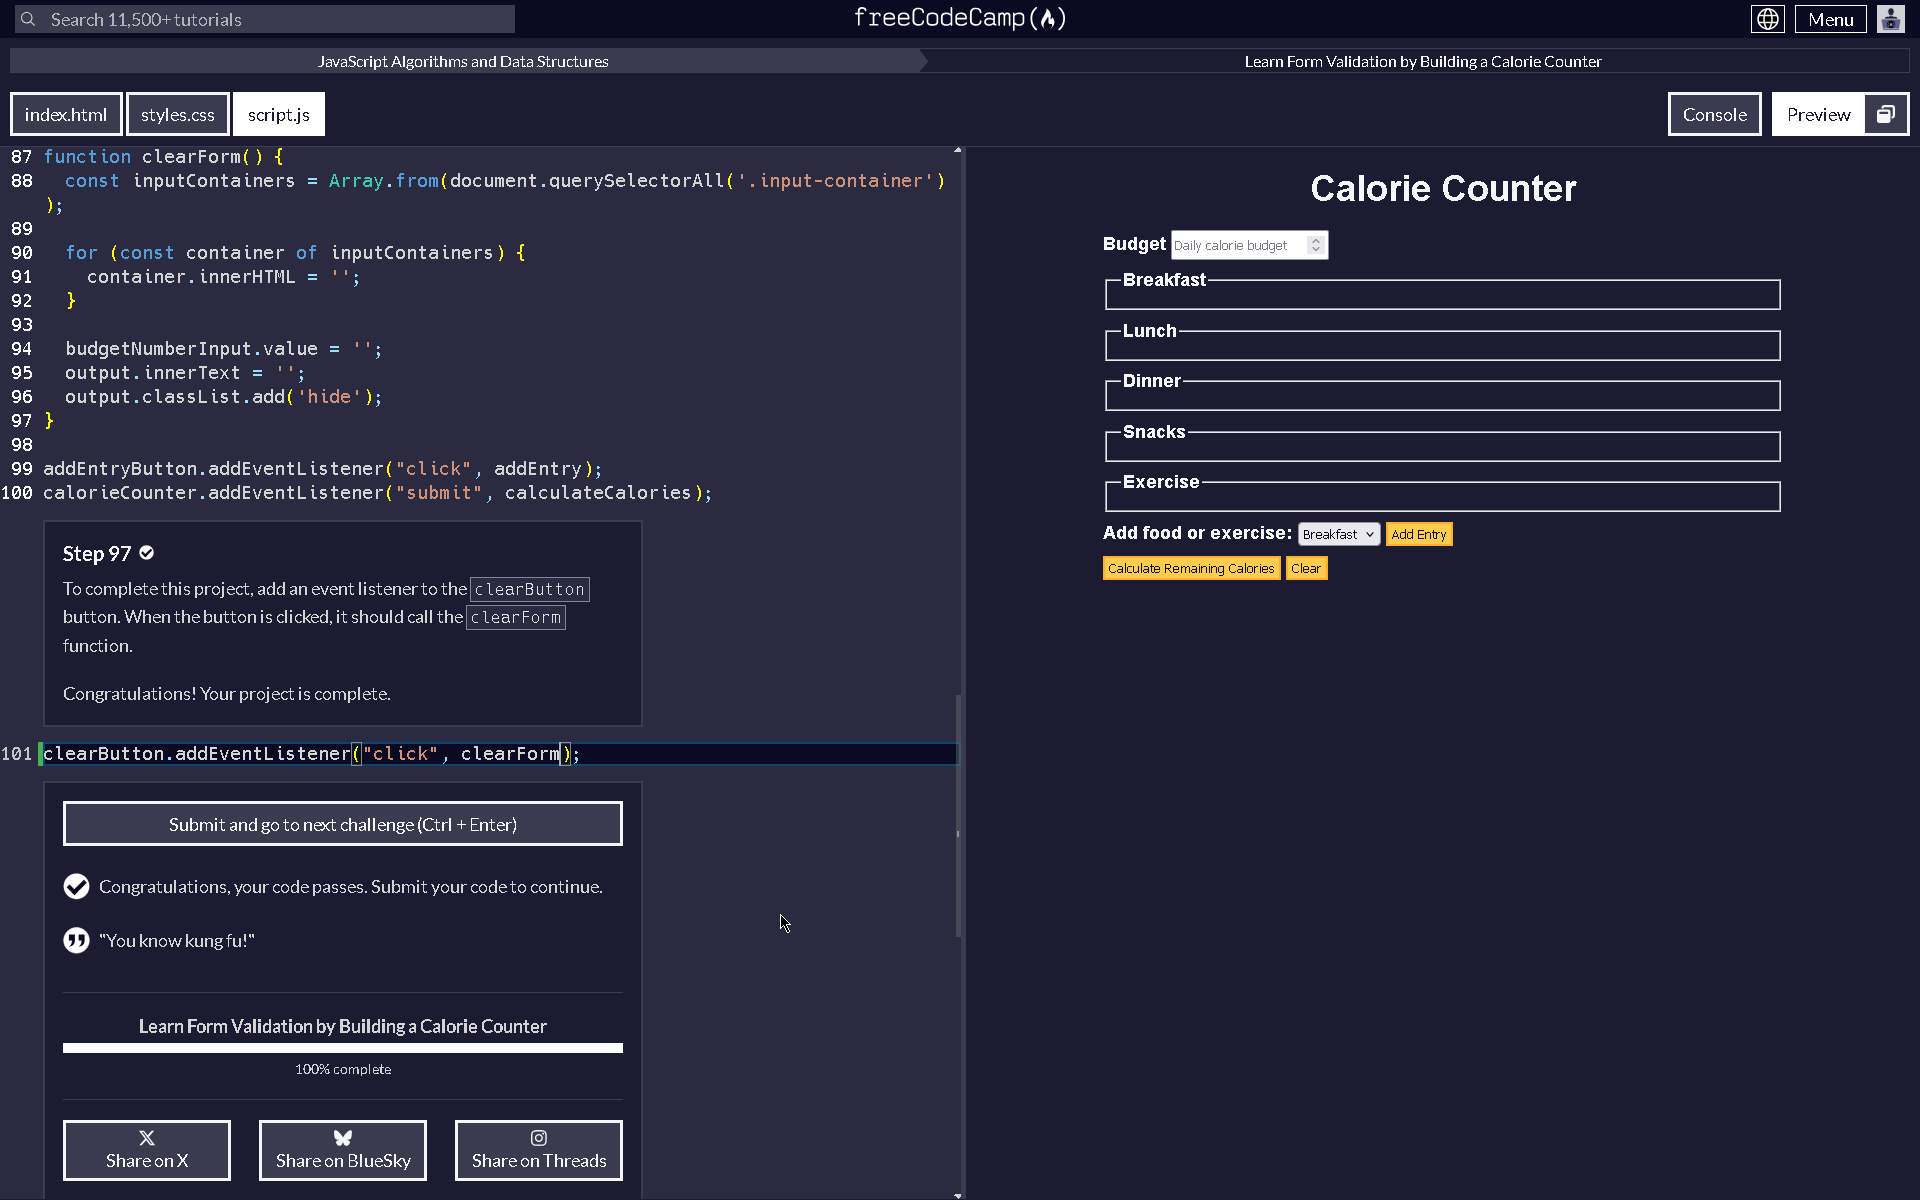 Search 11,500+ tutorials
freeCodeCamp(🔥)
Menu
JavaScript Algorithms and Data Structures
Learn Form Validation by Building a Calorie Counter
index.html
styles.css
script.js
Console
Preview
87 function clearForm() {
88   const inputContainers = Array.from(document.querySelectorAll('.input-container')
);
89
90   for (const container of inputContainers) {
91     container.innerHTML = '';
92   }
93
94   budgetNumberInput.value = '';
95   output.innerText = '';
96   output.classList.add('hide');
97 }
98
99 addEntryButton.addEventListener("click", addEntry);
100 calorieCounter.addEventListener("submit", calculateCalories);
Step 97
To complete this project, add an event listener to the clearButton
button. When the button is clicked, it should call the clearForm
function.
Congratulations! Your project is complete.
101 clearButton.addEventListener("click", clearForm);
Submit and go to next challenge (Ctrl + Enter)
Congratulations, your code passes. Submit your code to continue.
"You know kung fu!"
Learn Form Validation by Building a Calorie Counter
100% complete
Share on X
Share on BlueSky
Share on Threads
Calorie Counter
Budget Daily calorie budget
Breakfast
Lunch
Dinner
Snacks
Exercise
Add food or exercise: Breakfast Add Entry
Calculate Remaining Calories Clear